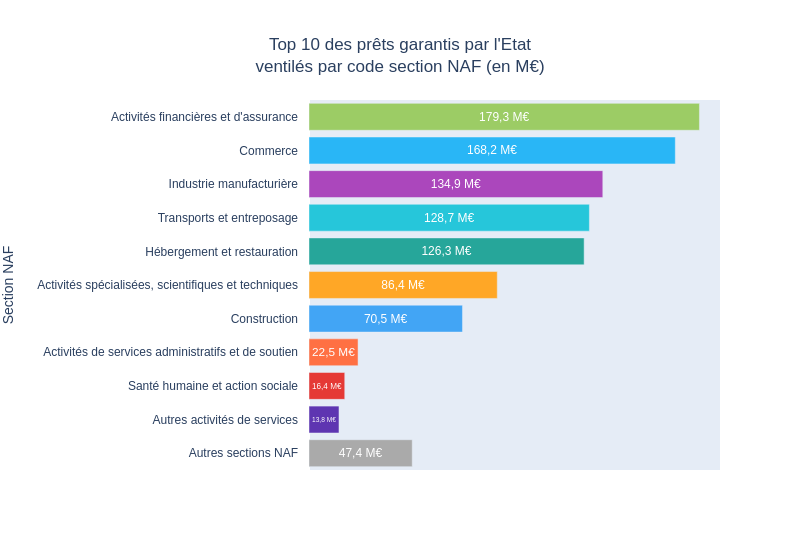 Top 10 des prêts garantis par l'Etat
ventilés par code section NAF (en M€)
Section NAF
Activités financières et d'assurance 179,3 M€
Commerce 168,2 M€
Industrie manufacturière 134,9 M€
Transports et entreposage 128,7 M€
Hébergement et restauration 126,3 M€
Activités spécialisées, scientifiques et techniques 86,4 M€
Construction 70,5 M€
Activités de services administratifs et de soutien 22,5 M€
Santé humaine et action sociale 16,4 M€
Autres activités de services 13,8 M€
Autres sections NAF 47,4 M€